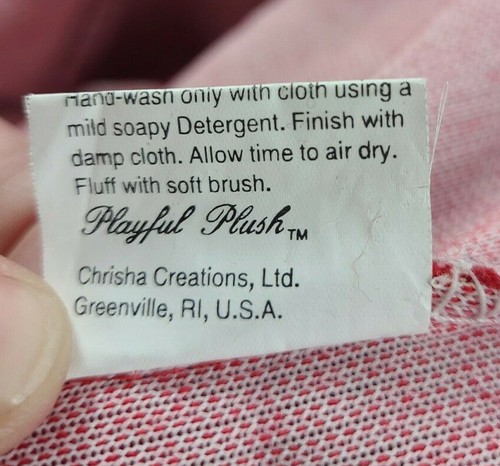 Hand-wash only with cloth using a
mild soapy Detergent. Finish with
damp cloth. Allow time to air dry.
Fluff with soft brush.
Playful Plush TM
Chrisha Creations, Ltd.
Greenville, RI, U.S.A.